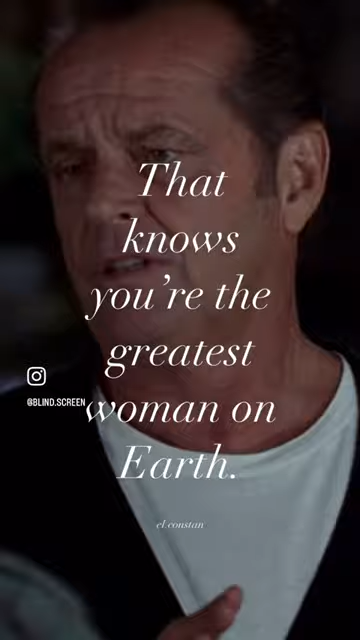 That
knows
you’re the
greatest
@BLIND.SCREEN
woman on
Earth.
el.constan